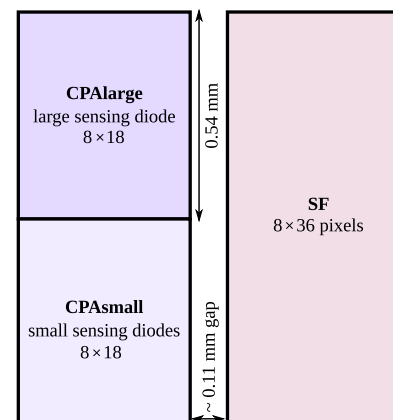 CPAlarge
large sensing diode
8×18
0.54 mm
SF
8×36 pixels
CPAsmall
small sensing diodes
8×18
~ 0.11 mm gap